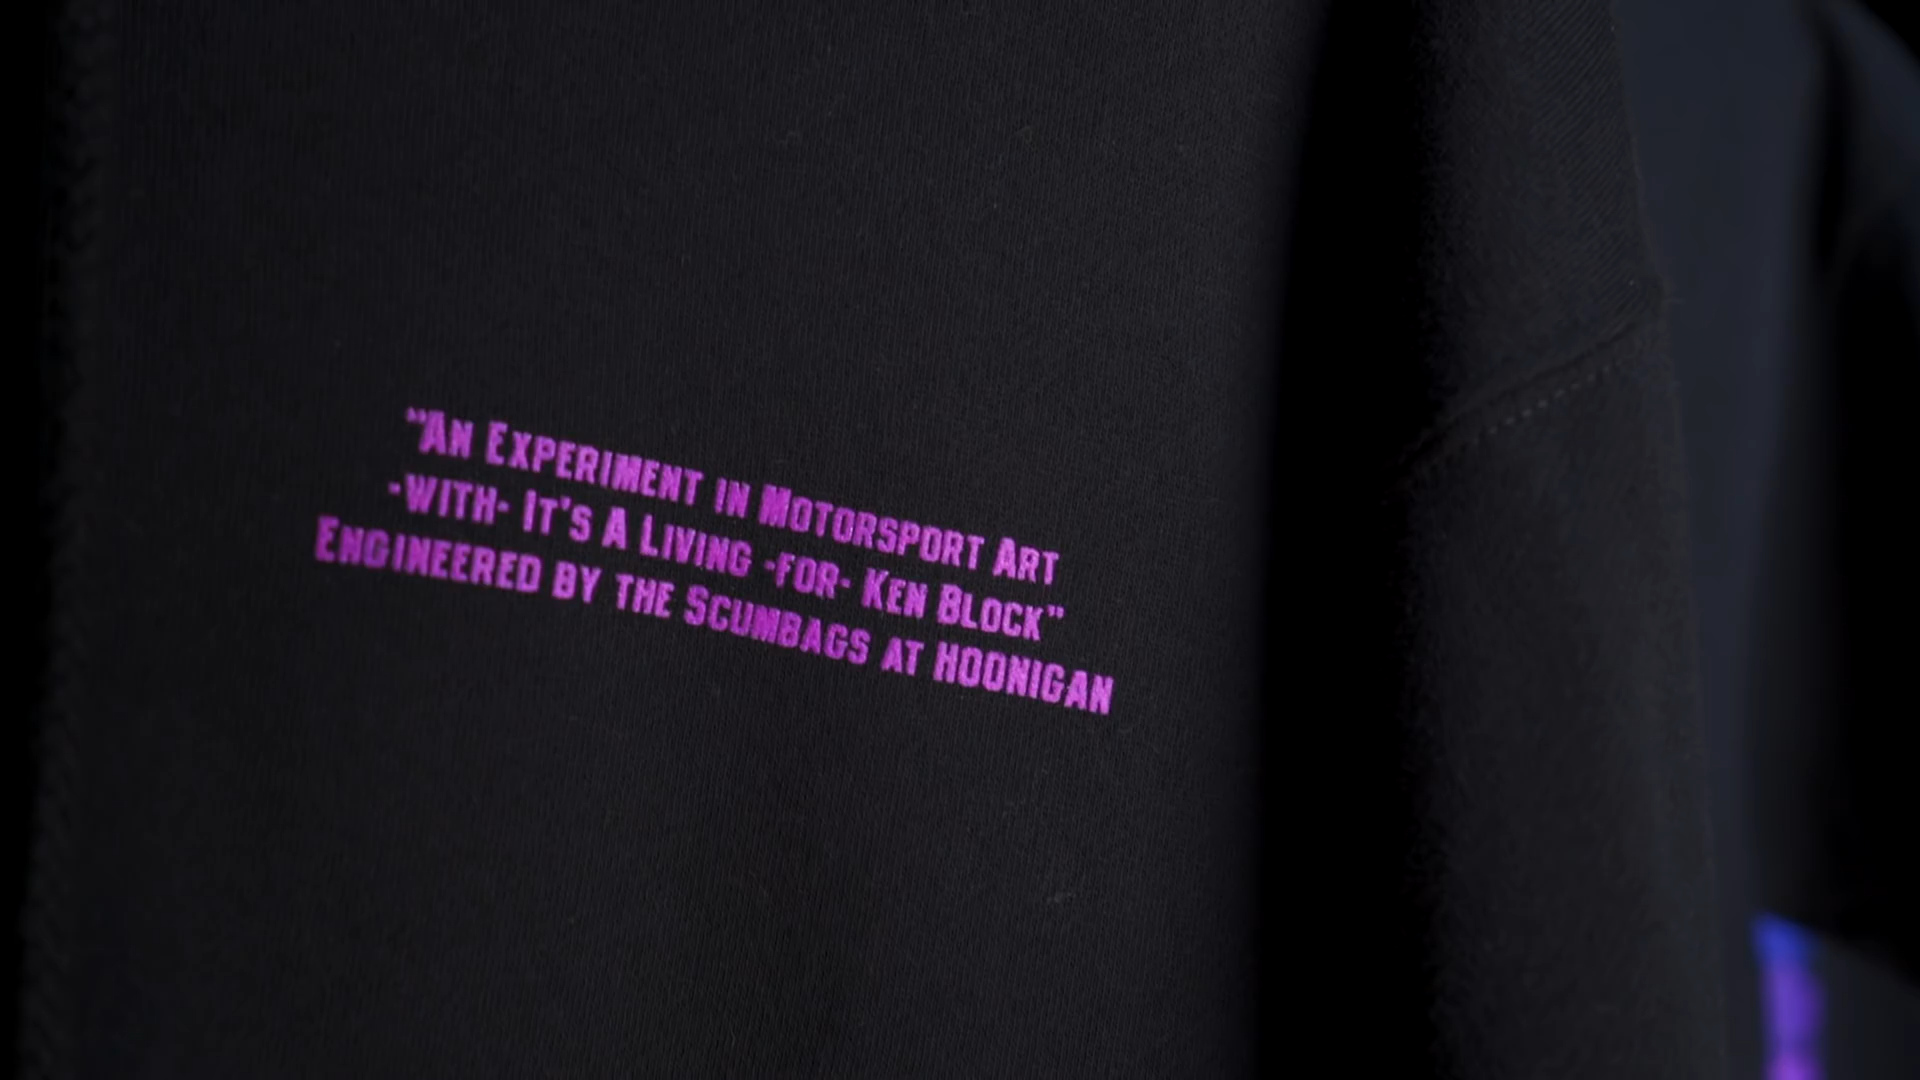 "An Experiment in Motorsport Art
-with- It's A Living -for- Ken Block"
Engineered by the Scumbags at HOONIGAN